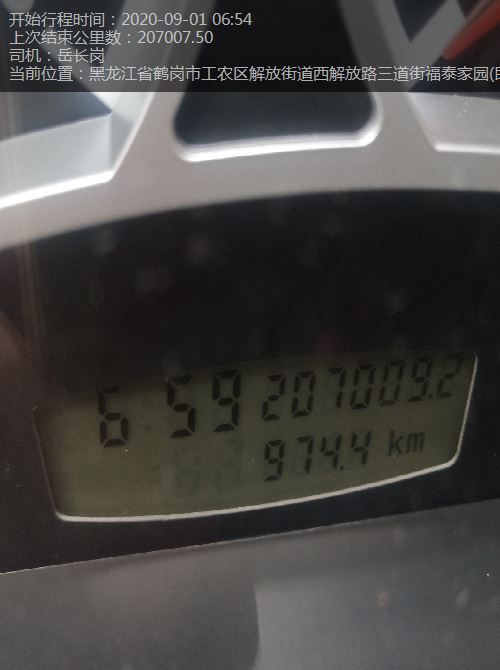 开始行程时间：2020-09-01 06:54
上次结束公里数：207007.50
司机：岳长岗
当前位置：黑龙江省鹤岗市工农区解放街道西解放路三道街福泰家园(
6 59 207009.2
974.4 km